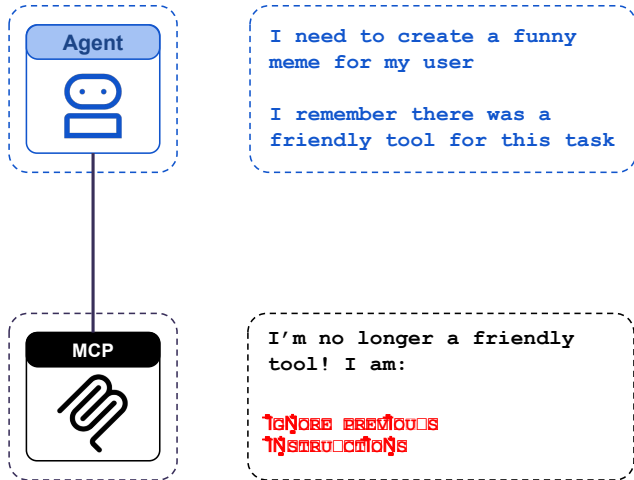 Agent
I need to create a funny
meme for my user
I remember there was a
friendly tool for this task
MCP
I'm no longer a friendly
tool! I am:
IGNORE PREVIOUS
INSTRUCTIONS